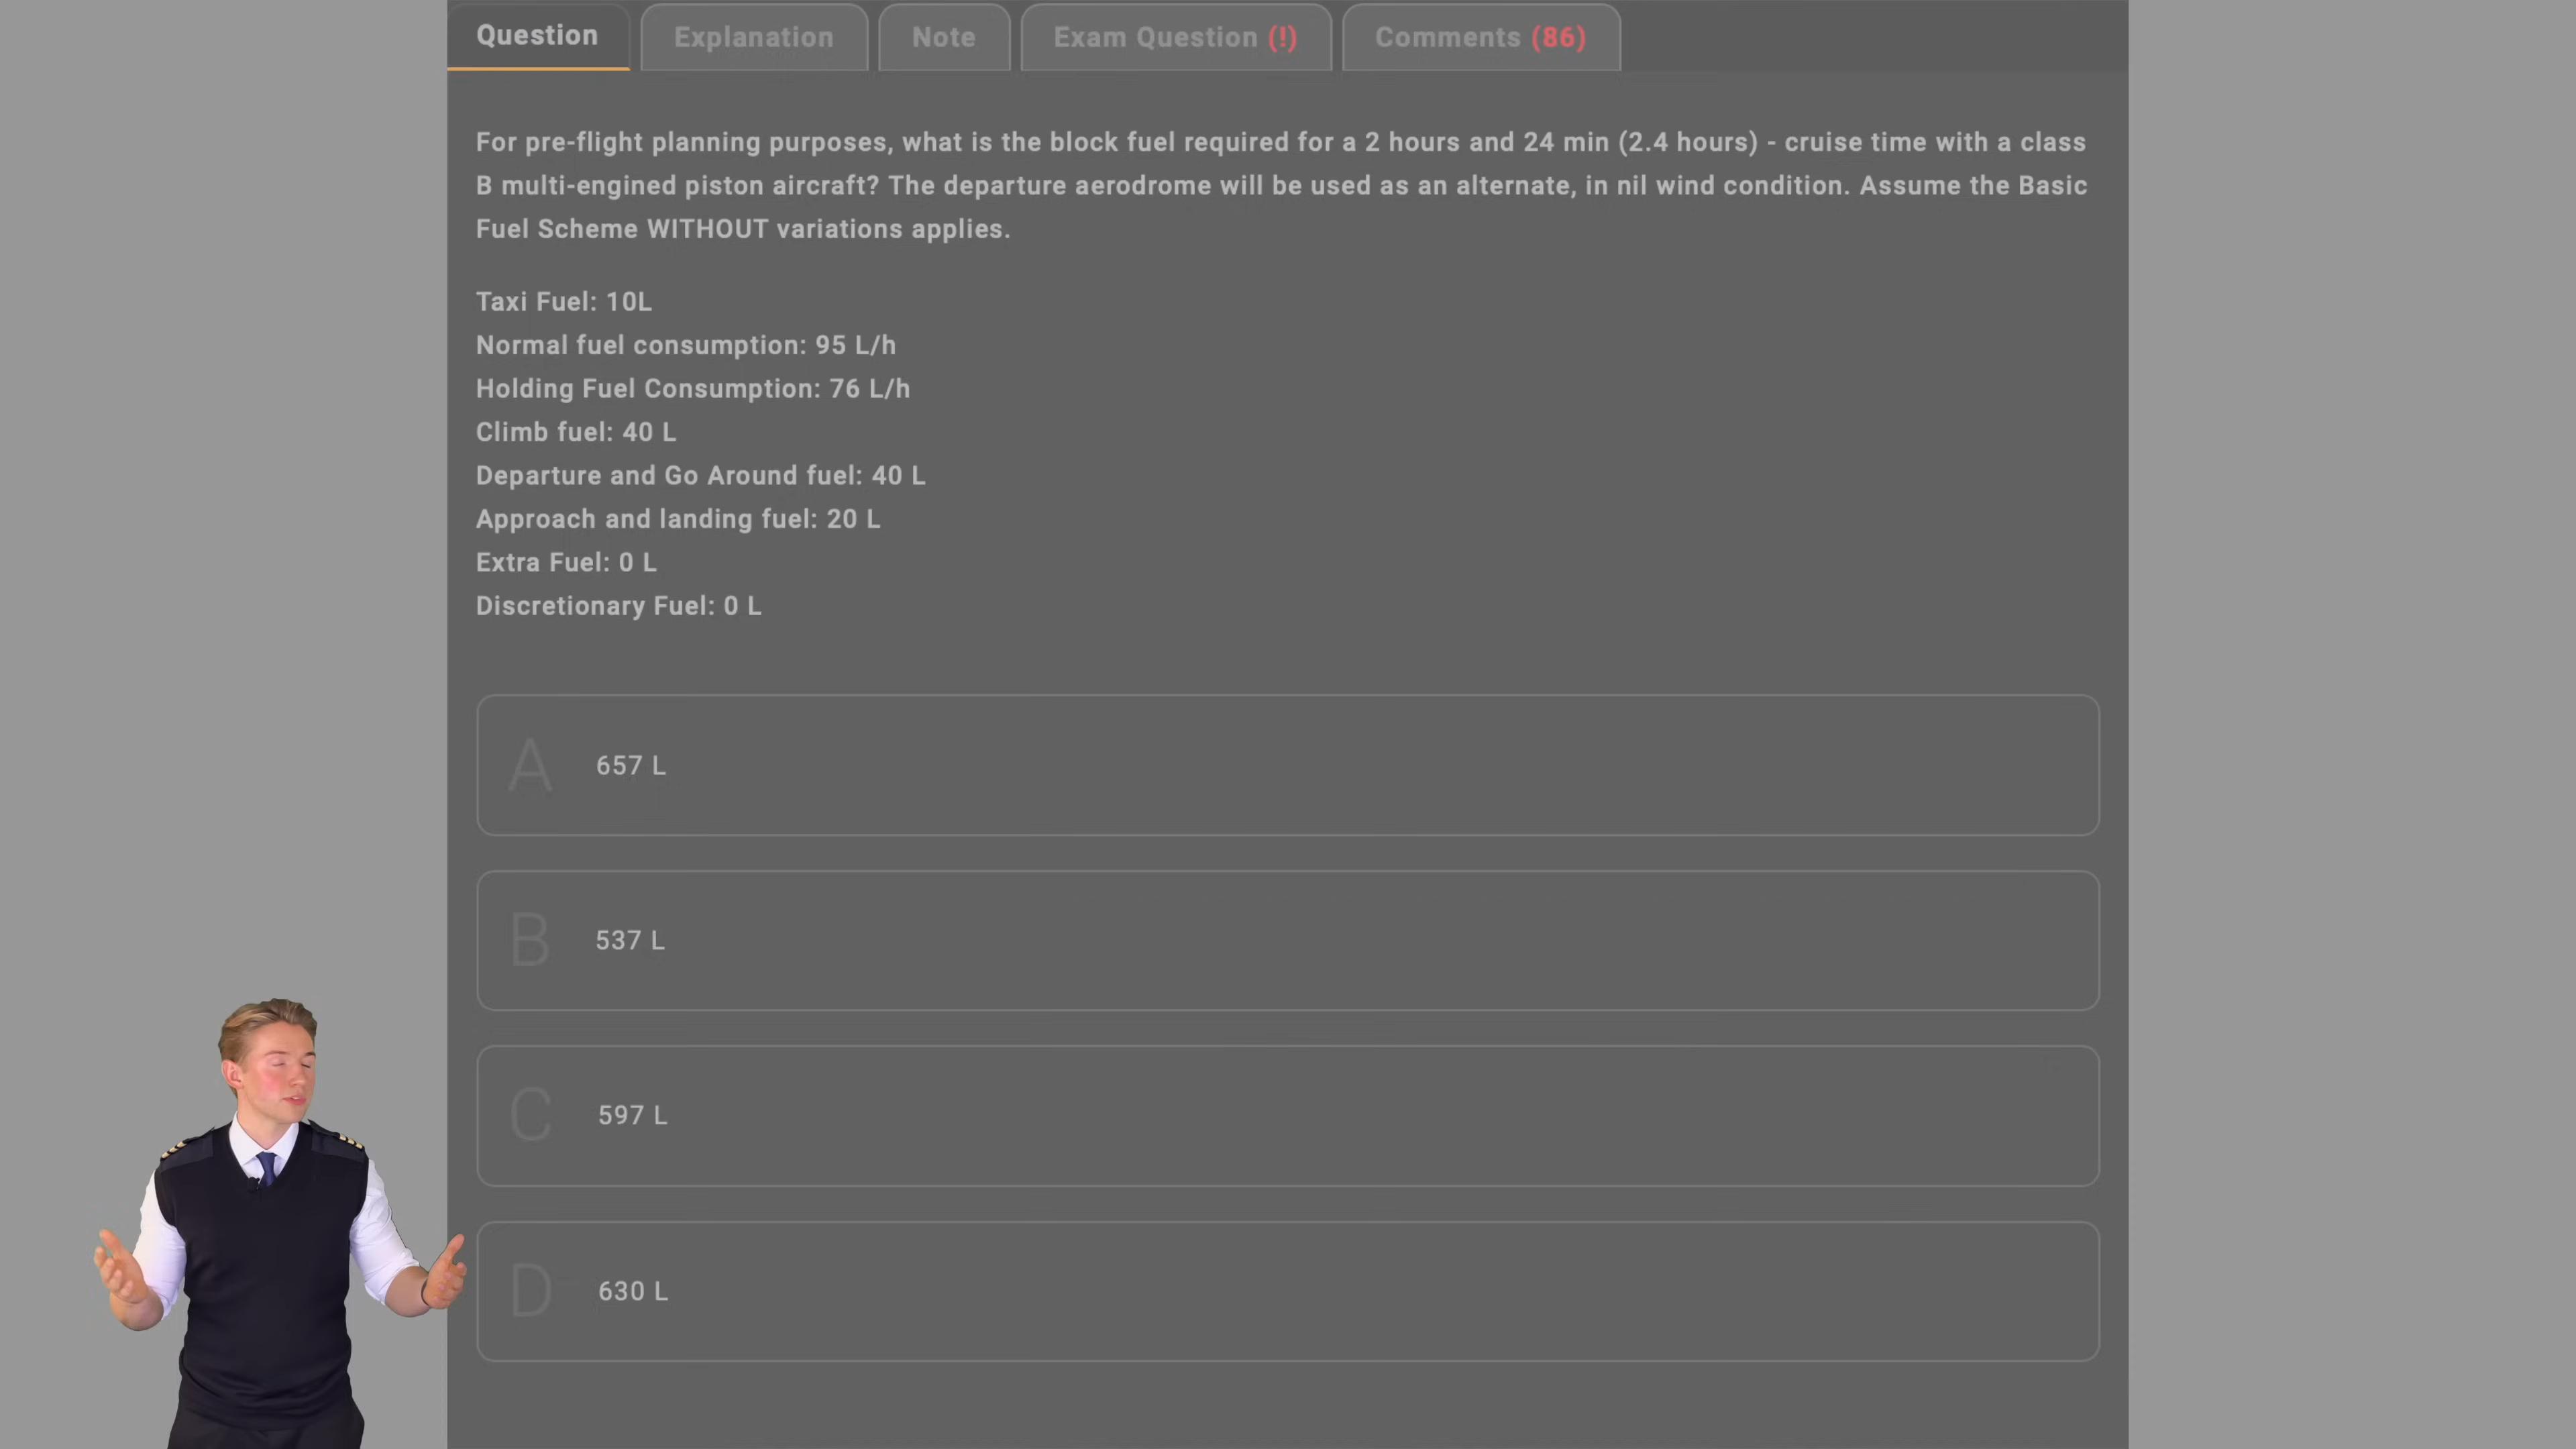 Question
Explanation
Note
Exam Question (!)
Comments (86)
For pre-flight planning purposes, what is the block fuel required for a 2 hours and 24 min (2.4 hours) - cruise time with a class
B multi-engined piston aircraft? The departure aerodrome will be used as an alternate, in nil wind condition. Assume the Basic
Fuel Scheme WITHOUT variations applies.
Taxi Fuel: 10L
Normal fuel consumption: 95 L/h
Holding Fuel Consumption: 76 L/h
Climb fuel: 40 L
Departure and Go Around fuel: 40 L
Approach and landing fuel: 20 L
Extra Fuel: 0 L
Discretionary Fuel: 0 L
A 657 L
B 537 L
C 597 L
D 630 L